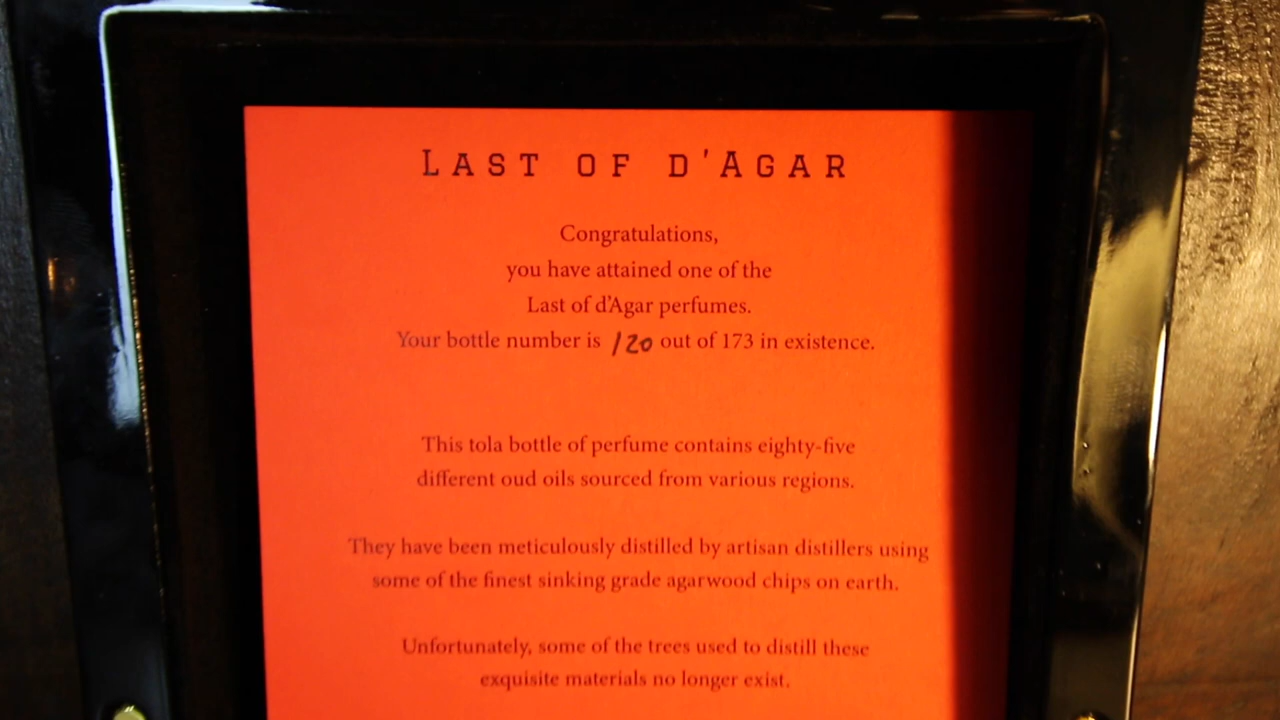 LAST OF D'AGAR
Congratulations,
you have attained one of the
Last of d'Agar perfumes.
Your bottle number is 120 out of 173 in existence.
This tola bottle of perfume contains eighty-five
different oud oils sourced from various regions.
They have been meticulously distilled by artisan distillers using
some of the finest sinking grade agarwood chips on earth.
Unfortunately, some of the trees used to distill these
exquisite materials no longer exist.